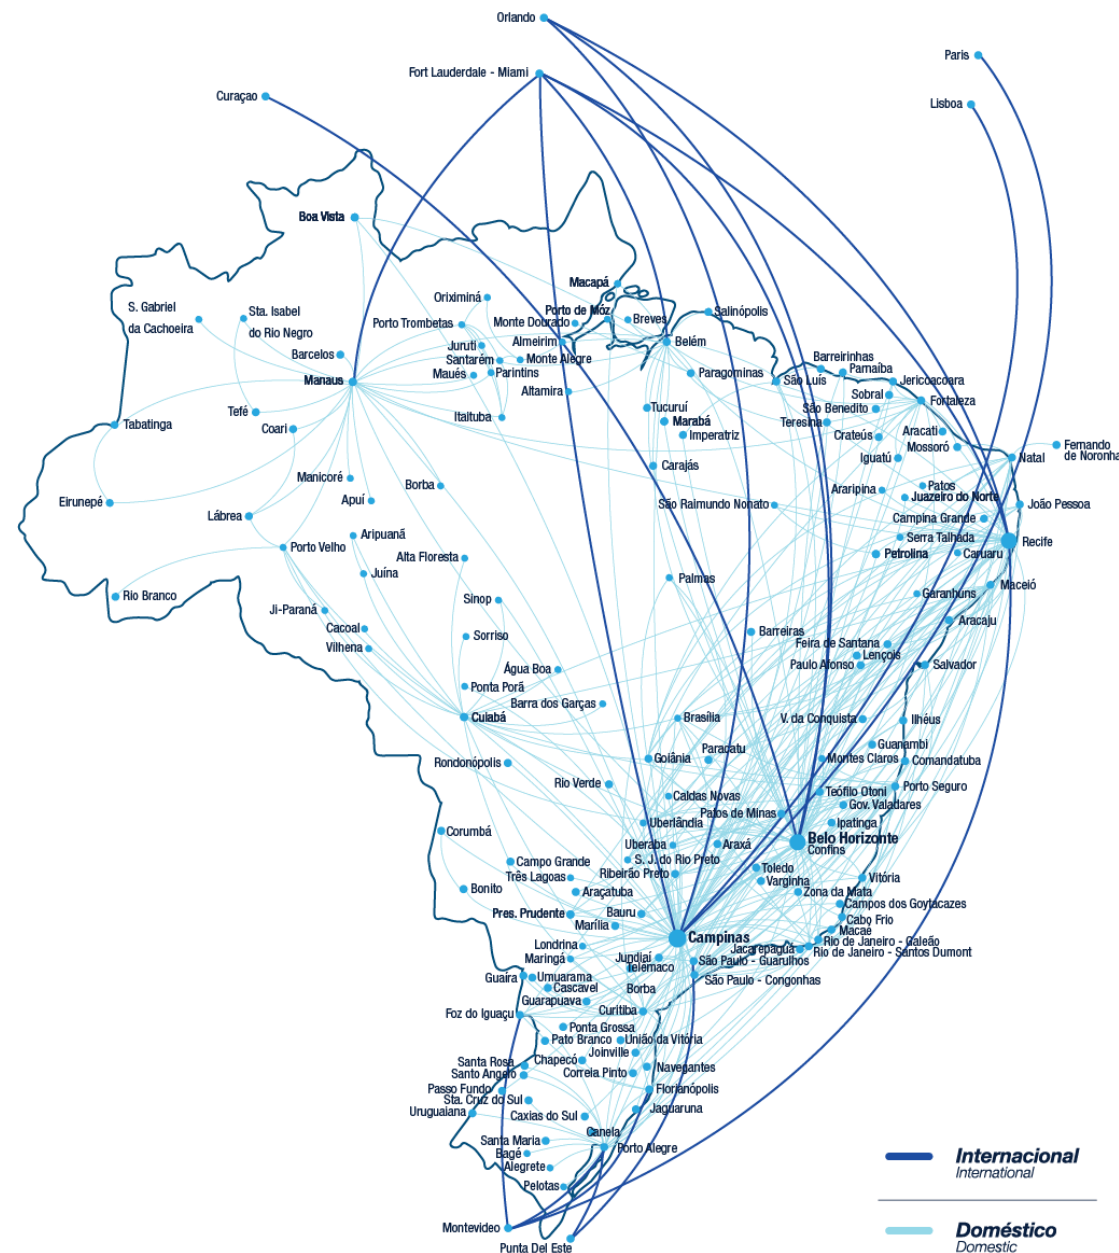 Orlando
Paris
Fort Lauderdale - Miami
Curaçao
Lisboa
Boa Vista
Macapá
Oriximiná
S. Gabriel
da Cachoeira
Sta. Isabel
do Rio Negro
Porto de Móz
Salinópolis
Porto Trombetas
Monte Dourado
Breves
Almeirim
Belém
Juruti
Barcelos
Santarém
Monte Alegre
Barreirinhas
Parnaíba
Maués
Parintins
Paragominas
Manaus
São Luís
Jericoacoara
Altamira
Sobral
Fortaleza
Tucuruí
São Benedito
Tefé
Itaituba
Marabá
Teresina
Tabatinga
Coari
Imperatriz
Crateús
Aracati
Mossoró
Fernando
de Noronha
Iguatú
Natal
Carajás
Manicoré
Borba
Araripina
Patos
Juazeiro do Norte
Eirunepé
Apuí
São Raimundo Nonato
João Pessoa
Lábrea
Campina Grande
Aripuanã
Serra Talhada
Recife
Porto Velho
Alta Floresta
Petrolina
Caruaru
Juína
Palmas
Maceió
Rio Branco
Sinop
Garanhuns
Ji-Paraná
Aracaju
Cacoal
Sorriso
Barreiras
Vilhena
Feira de Santana
Lençois
Água Boa
Paulo Afonso
Salvador
Ponta Porã
Barra dos Garças
Cuiabá
Brasília
V. da Conquista
Ilhéus
Paracatu
Guanambi
Rondonópolis
Goiânia
Montes Claros
Comandatuba
Rio Verde
Caldas Novas
Teófilo Otoni
Porto Seguro
Patos de Minas
Gov. Valadares
Uberlândia
Ipatinga
Corumbá
Belo Horizonte
Confins
Uberaba
Araxá
Campo Grande
S. J. do Rio Preto
Toledo
Três Lagoas
Ribeirão Preto
Varginha
Vitória
Bonito
Araçatuba
Zona da Mata
Campos dos Goytacazes
Pres. Prudente
Bauru
Cabo Frio
Marília
Macaé
Campinas
Rio de Janeiro - Galeão
Londrina
Jacarepaguá
Rio de Janeiro - Santos Dumont
Maringá
Jundiaí
São Paulo - Guarulhos
Telemaco
Guaíra
Umuarama
São Paulo - Congonhas
Cascavel
Borba
Guarapuava
Foz do Iguaçu
Curitiba
Ponta Grossa
Pato Branco
União da Vitória
Joinville
Santa Rosa
Chapecó
Navegantes
Santo Angelo
Correia Pinto
Passo Fundo
Florianópolis
Sta. Cruz do Sul
Uruguaiana
Caxias do Sul
Jaguaruna
Canela
Santa Maria
Porto Alegre
Bagé
Alegrete
Internacional
International
Pelotas
Montevideo
Doméstico
Domestic
Punta Del Este